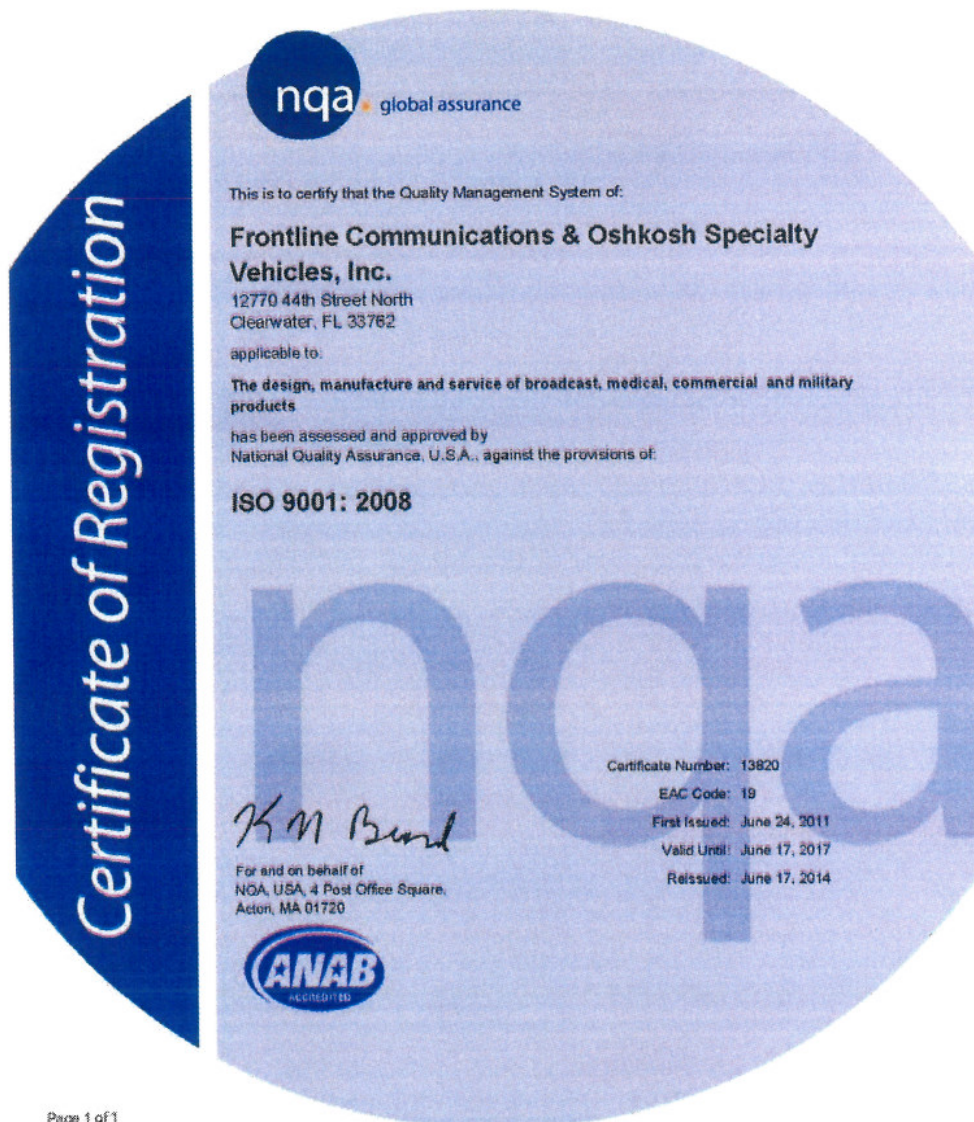 nqa. global assurance
Certificate of Registration
This is to certify that the Quality Management System of:
Frontline Communications & Oshkosh Specialty
Vehicles, Inc.
12770 44th Street North
Clearwater, FL 33762
applicable to:
The design, manufacture and service of broadcast, medical, commercial and military
products
has been assessed and approved by
National Quality Assurance, U.S.A., against the provisions of:
ISO 9001: 2008
nqa
Certificate Number: 13820
EAC Code: 19
First Issued: June 24, 2011
Valid Until: June 17, 2017
Reissued: June 17, 2014
For and on behalf of
NQA, USA, 4 Post Office Square,
Acton, MA 01720
ANAB
ACCREDITED
Page 1 of 1